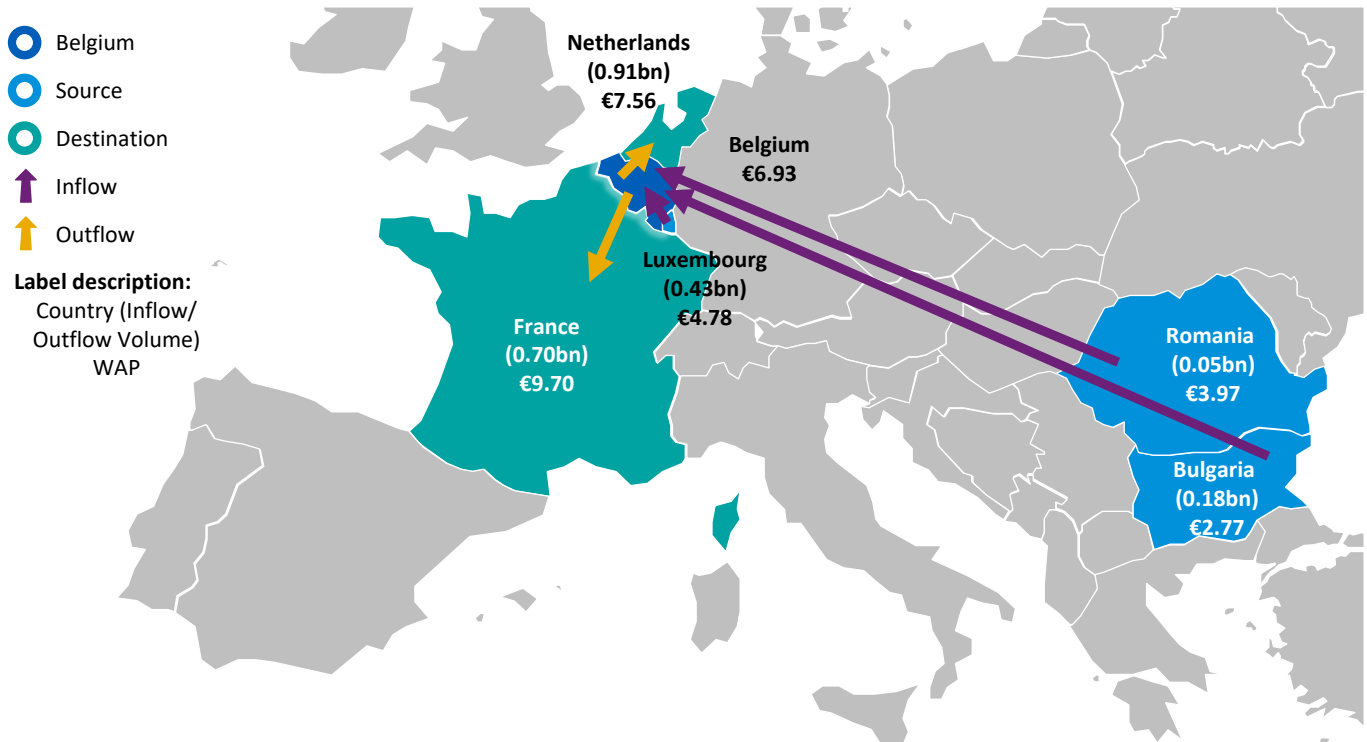 Belgium
Source
Destination
Inflow
Outflow
Label description:
Country (Inflow/
Outflow Volume)
WAP
Netherlands
(0.91bn)
€7.56
Belgium
€6.93
Luxembourg
(0.43bn)
€4.78
France
(0.70bn)
€9.70
Romania
(0.05bn)
€3.97
Bulgaria
(0.18bn)
€2.77